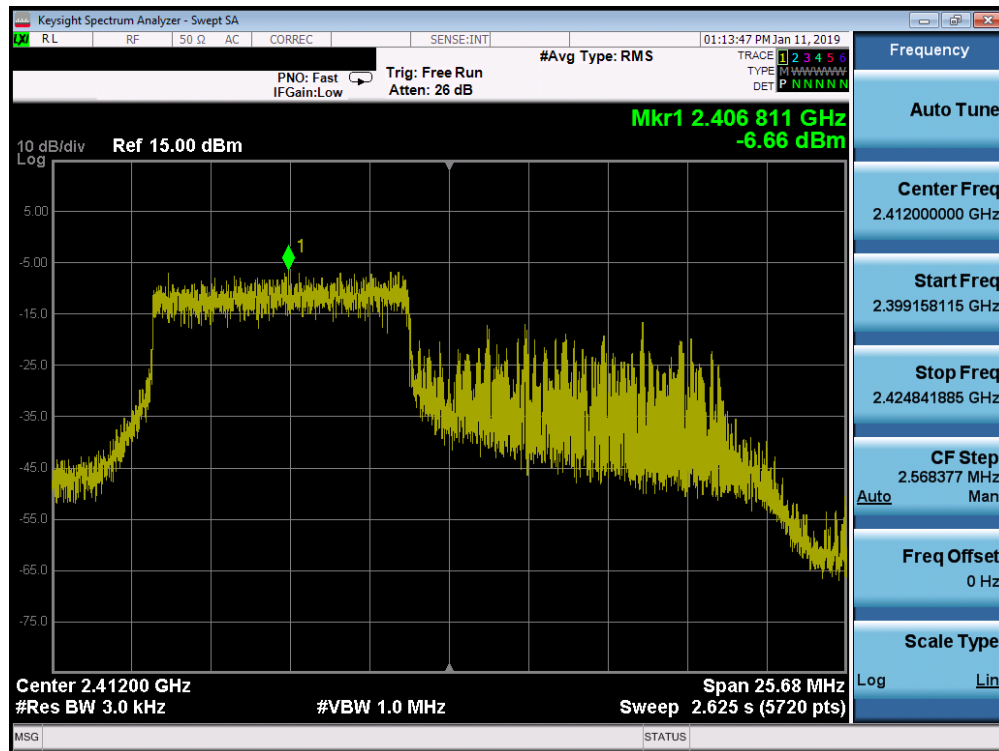 Keysight Spectrum Analyzer - Swept SA
LXI RL RF 50 Ω AC CORREC SENSE:INT 01:13:47 PM Jan 11, 2019
Frequency
#Avg Type: RMS
TRACE 1 2 3 4 5 6
PNO: Fast Trig: Free Run
TYPE M WWWWW
IFGain:Low Atten: 26 dB
DET P N N N N N
Auto Tune
Mkr1 2.406 811 GHz
-6.66 dBm
10 dB/div Ref 15.00 dBm
Log
5.00
-5.00
-15.0
-25.0
-35.0
-45.0
-55.0
-65.0
-75.0
1
Center 2.41200 GHz Span 25.68 MHz
#Res BW 3.0 kHz #VBW 1.0 MHz Sweep 2.625 s (5720 pts)
Center Freq
2.412000000 GHz
Start Freq
2.399158115 GHz
Stop Freq
2.424841885 GHz
CF Step
2.568377 MHz
Auto Man
Freq Offset
0 Hz
Scale Type
Log Lin
MSG STATUS